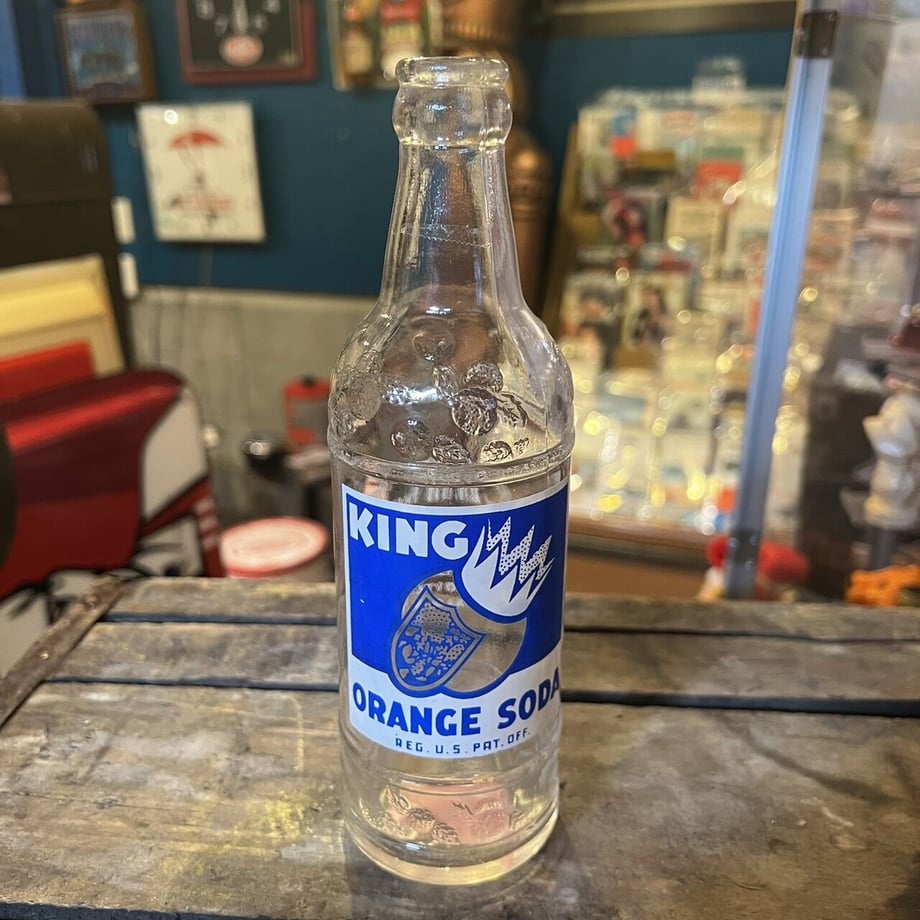 KING
ORANGE SODA
REG. U.S. PAT. OFF.